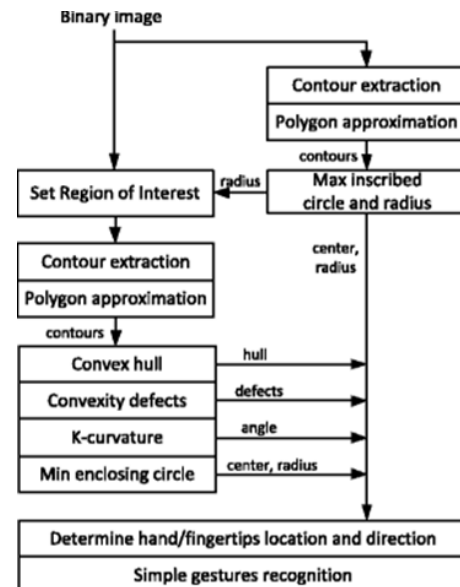 Binary image
Contour extraction
Polygon approximation
contours
radius
Set Region of Interest
Max inscribed
circle and radius
center,
radius
Contour extraction
Polygon approximation
contours
Convex hull
hull
Convexity defects
defects
K-curvature
angle
Min enclosing circle
center, radius
Determine hand/fingertips location and direction
Simple gestures recognition